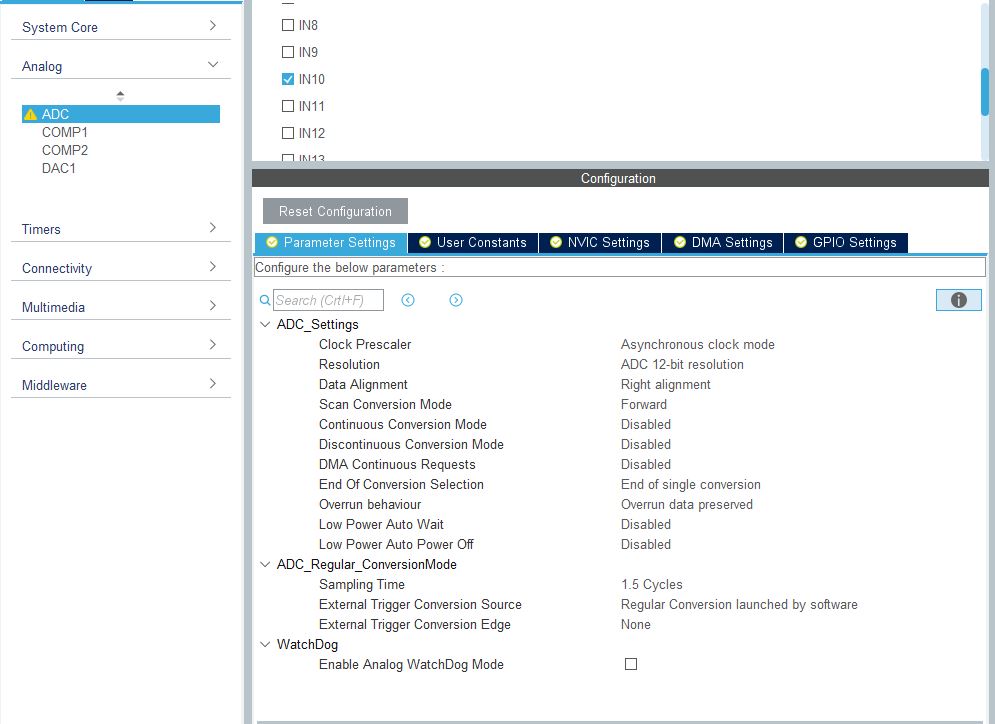 System Core
Analog
ADC
COMP1
COMP2
DAC1
Timers
Connectivity
Multimedia
Computing
Middleware
IN8
IN9
IN10
IN11
IN12
IN13
Configuration
Reset Configuration
Parameter Settings
User Constants
NVIC Settings
DMA Settings
GPIO Settings
Configure the below parameters :
Search (Crtl+F)
ADC_Settings
Clock Prescaler Asynchronous clock mode
Resolution ADC 12-bit resolution
Data Alignment Right alignment
Scan Conversion Mode Forward
Continuous Conversion Mode Disabled
Discontinuous Conversion Mode Disabled
DMA Continuous Requests Disabled
End Of Conversion Selection End of single conversion
Overrun behaviour Overrun data preserved
Low Power Auto Wait Disabled
Low Power Auto Power Off Disabled
ADC_Regular_ConversionMode
Sampling Time 1.5 Cycles
External Trigger Conversion Source Regular Conversion launched by software
External Trigger Conversion Edge None
WatchDog
Enable Analog WatchDog Mode